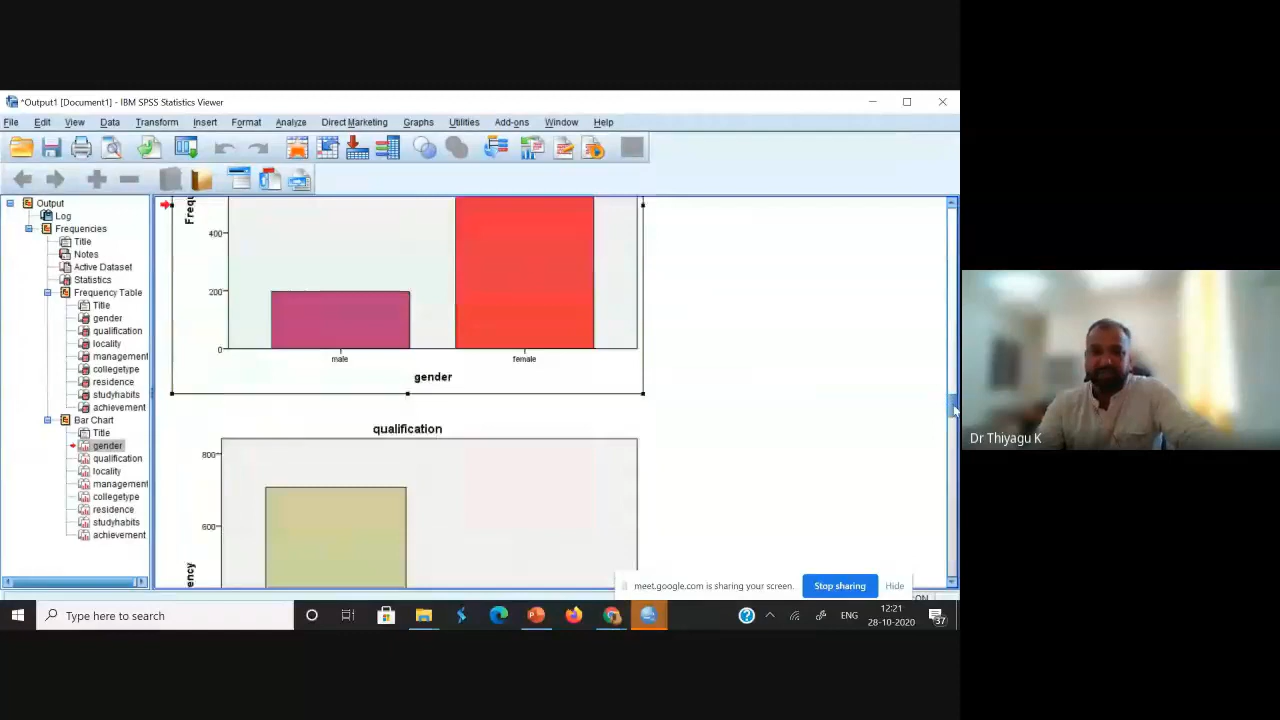 *Output1 [Document1] - IBM SPSS Statistics Viewer
File Edit View Data Transform Insert Format Analyze Direct Marketing Graphs Utilities Add-ons Window Help
Output
Log
Frequencies
Title
Notes
Active Dataset
Statistics
Frequency Table
Title
gender
qualification
locality
management
collegetype
residence
studyhabits
achievement
Bar Chart
Title
gender
qualification
locality
management
collegetype
residence
studyhabits
achievement
Frequ
400
200
0
male female
gender
qualification
800
600
ency
meet.google.com is sharing your screen. Stop sharing Hide
Dr Thiyagu K
Type here to search
ENG
12:21
28-10-2020
37